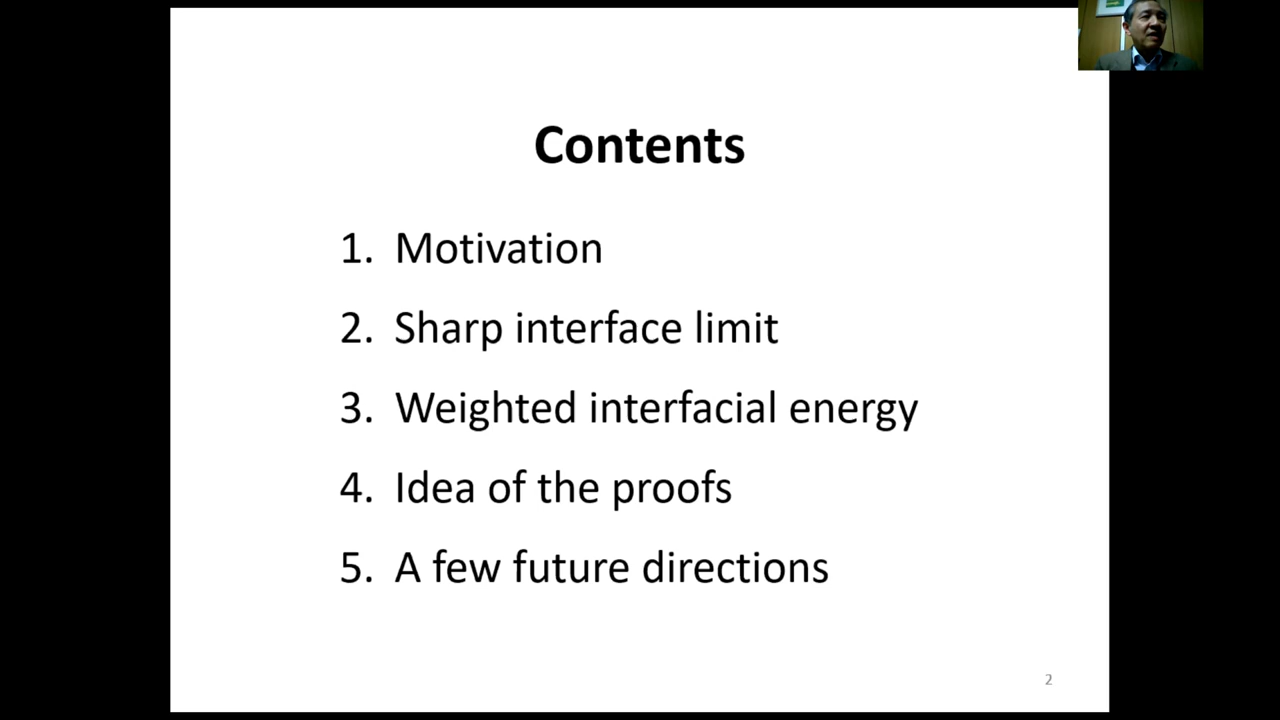 Contents
1. Motivation
2. Sharp interface limit
3. Weighted interfacial energy
4. Idea of the proofs
5. A few future directions
2